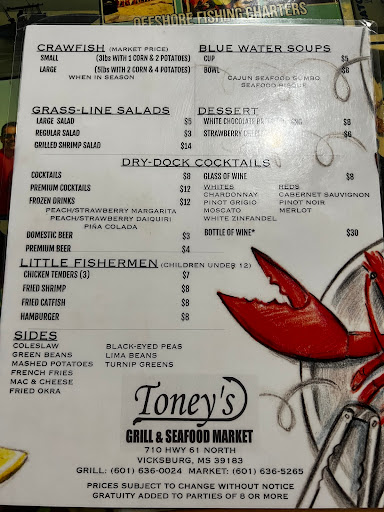 OFFSHORE FISHING CHARTERS
CRAWFISH (MARKET PRICE)
SMALL (3lbs WITH 1 CORN & 2 POTATOES)
LARGE (5lbs WITH 2 CORN & 4 POTATOES)
WHEN IN SEASON
BLUE WATER SOUPS
CUP $5
BOWL $8
CAJUN SEAFOOD GUMBO
SEAFOOD BISQUE
GRASS-LINE SALADS
LARGE SALAD $5
REGULAR SALAD $3
GRILLED SHRIMP SALAD $14
DESSERT
WHITE CHOCOLATE $8
STRAWBERRY $6
DRY-DOCK COCKTAILS
COCKTAILS $8
PREMIUM COCKTAILS $12
FROZEN DRINKS $12
PEACH/STRAWBERRY MARGARITA
PEACH/STRAWBERRY DAIQUIRI
PIÑA COLADA
DOMESTIC BEER $3
PREMIUM BEER $4
GLASS OF WINE $8
WHITES REDS
CHARDONNAY CABERNET SAUVIGNON
PINOT GRIGIO PINOT NOIR
MOSCATO MERLOT
WHITE ZINFANDEL
BOTTLE OF WINE* $30
LITTLE FISHERMEN (CHILDREN UNDER 12)
CHICKEN TENDERS (3) $7
FRIED SHRIMP $8
FRIED CATFISH $8
HAMBURGER $8
SIDES
COLESLAW BLACK-EYED PEAS
GREEN BEANS LIMA BEANS
MASHED POTATOES TURNIP GREENS
FRENCH FRIES
MAC & CHEESE
FRIED OKRA
Toney's
GRILL & SEAFOOD MARKET
710 HWY 61 NORTH
VICKSBURG, MS 39183
GRILL: (601) 636-0024 MARKET: (601) 636-5265
PRICES SUBJECT TO CHANGE WITHOUT NOTICE
GRATUITY ADDED TO PARTIES OF 8 OR MORE